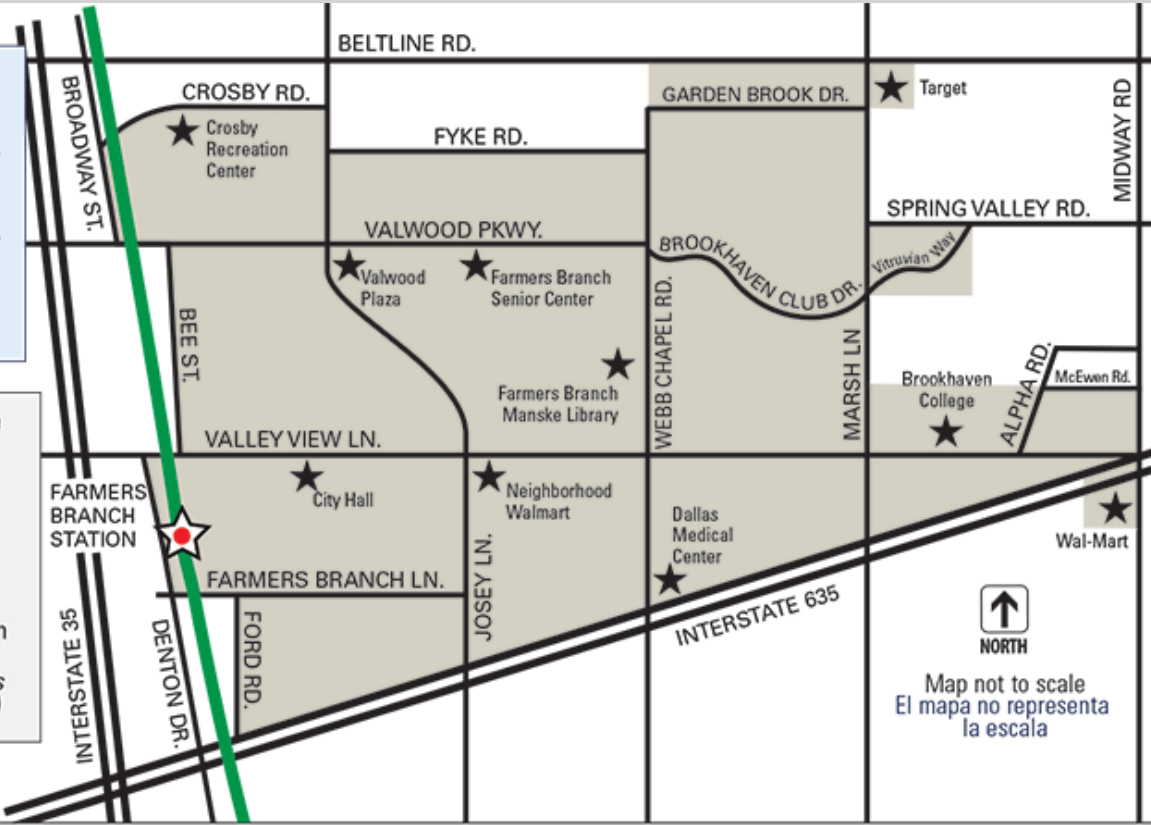 BELTLINE RD.
CROSBY RD.
GARDEN BROOK DR.
Target
BROADWAY ST.
MIDWAY RD
Crosby
Recreation
Center
FYKE RD.
SPRING VALLEY RD.
VALWOOD PKWY.
BROOKHAVEN CLUB DR.
Vitruvian Way
Valwood
Plaza
Farmers Branch
Senior Center
BEE ST.
WEBB CHAPEL RD.
MARSH LN
Farmers Branch
Manske Library
Brookhaven
College
ALPHA RD.
McEwen Rd.
VALLEY VIEW LN.
FARMERS
BRANCH
STATION
City Hall
Neighborhood
Walmart
Dallas
Medical
Center
Wal-Mart
FARMERS BRANCH LN.
JOSEY LN.
INTERSTATE 635
INTERSTATE 35
DENTON DR.
FORD RD.
NORTH
Map not to scale
El mapa no representa
la escala